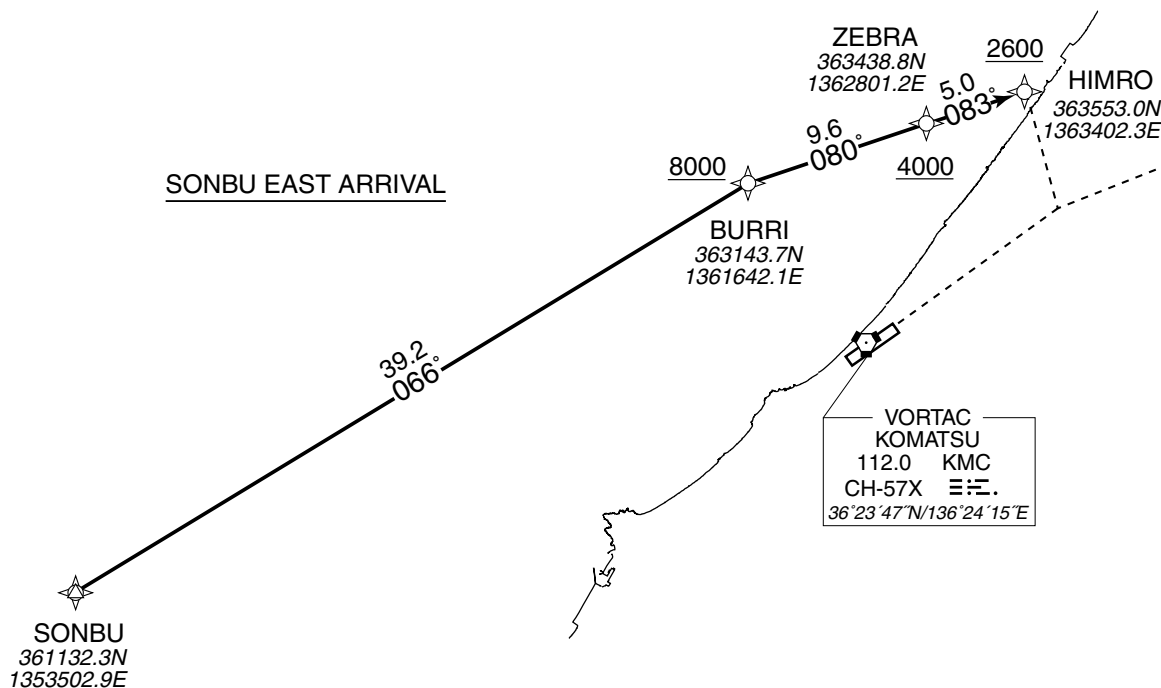 ZEBRA
363438.8N
1362801.2E
2600
HIMRO
363553.0N
1363402.3E
5.0
083°
9.6
080°
4000
8000
SONBU EAST ARRIVAL
BURRI
363143.7N
1361642.1E
39.2
066°
VORTAC
KOMATSU
112.0 KMC
CH-57X
36°23´47˝N/136°24´15˝E
SONBU
361132.3N
1353502.9E